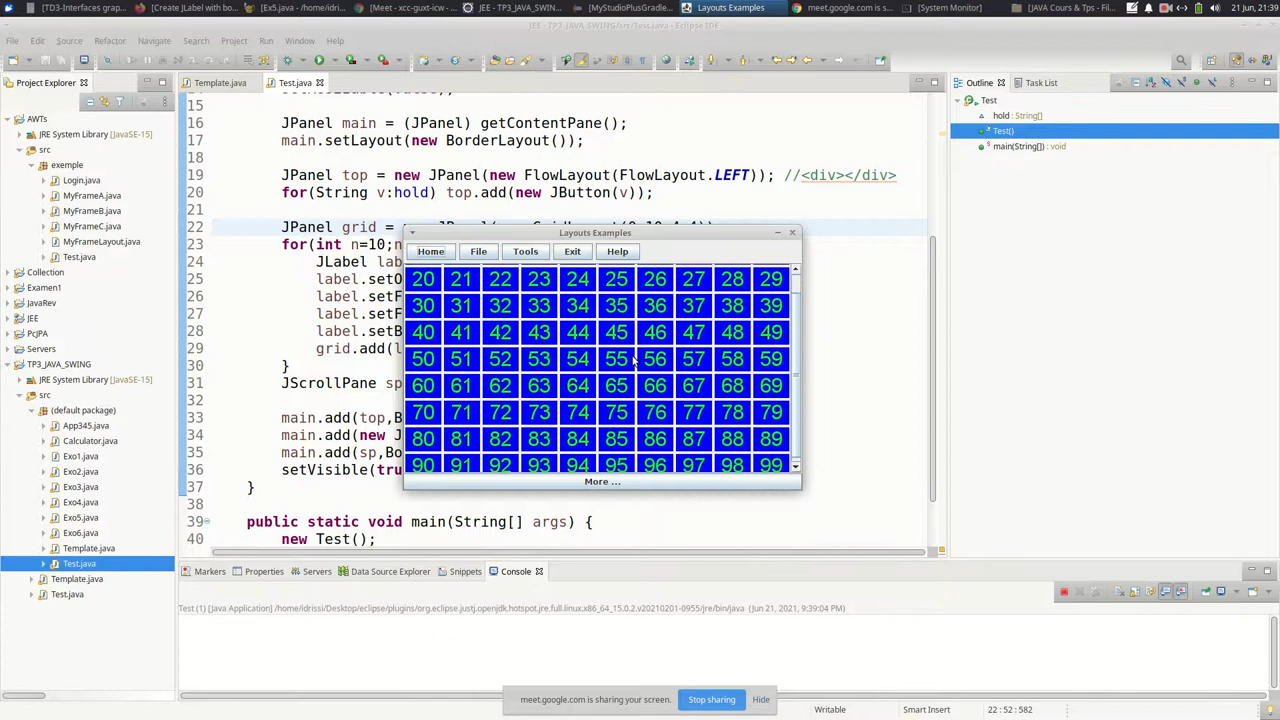 [TD3-Interfaces grap...
[Create JLabel with bo...
[Ex5.java - /home/idri...
[Meet - xcc-guxt-icw - ...
[JEE - TP3_JAVA_SWIN...
[MyStudioPlusGradle...
Layouts Examples
[meet.google.com is s...
[System Monitor]
[JAVA Cours & Tps - Fi...
21 Jun, 21:39
JEE - TP3_JAVA_SWING/src/Test.java - Eclipse IDE
File Edit Source Refactor Navigate Search Project Run Window Help
Project Explorer
Template.java
Test.java
Outline
Task List
AWTs
JRE System Library [JavaSE-15]
src
exemple
Login.java
MyFrameA.java
MyFrameB.java
MyFrameC.java
MyFrameLayout.java
Test.java
Collection
Examen1
JavaRev
JEE
PcJPA
Servers
TP3_JAVA_SWING
JRE System Library [JavaSE-15]
src
(default package)
App345.java
Calculator.java
Exo1.java
Exo2.java
Exo3.java
Exo4.java
Exo5.java
Exo6.java
Template.java
Test.java
Template.java
Test.java
15
16 JPanel main = (JPanel) getContentPane();
17 main.setLayout(new BorderLayout());
18
19 JPanel top = new JPanel(new FlowLayout(FlowLayout.LEFT)); //<div></div>
20 for(String v:hold) top.add(new JButton(v));
21
22 JPanel grid =
23 for(int n=10;n
24 JLabel lab
25 label.setO
26 label.setF
27 label.setF
28 label.setB
29 grid.add(l
30 }
31 JScrollPane sp
32
33 main.add(top,B
34 main.add(new J
35 main.add(sp,Bo
36 setVisible(tru
37 }
38
39 public static void main(String[] args) {
40 new Test();
Layouts Examples
Home File Tools Exit Help
20 21 22 23 24 25 26 27 28 29
30 31 32 33 34 35 36 37 38 39
40 41 42 43 44 45 46 47 48 49
50 51 52 53 54 55 56 57 58 59
60 61 62 63 64 65 66 67 68 69
70 71 72 73 74 75 76 77 78 79
80 81 82 83 84 85 86 87 88 89
90 91 92 93 94 95 96 97 98 99
More ...
Test
hold : String[]
Test()
main(String[]) : void
Markers Properties Servers Data Source Explorer Snippets Console
Test (1) [Java Application] /home/idrissi/Desktop/eclipse/plugins/org.eclipse.justj.openjdk.hotspot.jre.full.linux.x86_64_15.0.2.v20210201-0955/jre/bin/java (Jun 21, 2021, 9:39:04 PM)
meet.google.com is sharing your screen.
Stop sharing
Hide
Writable
Smart Insert
22 : 52 : 582